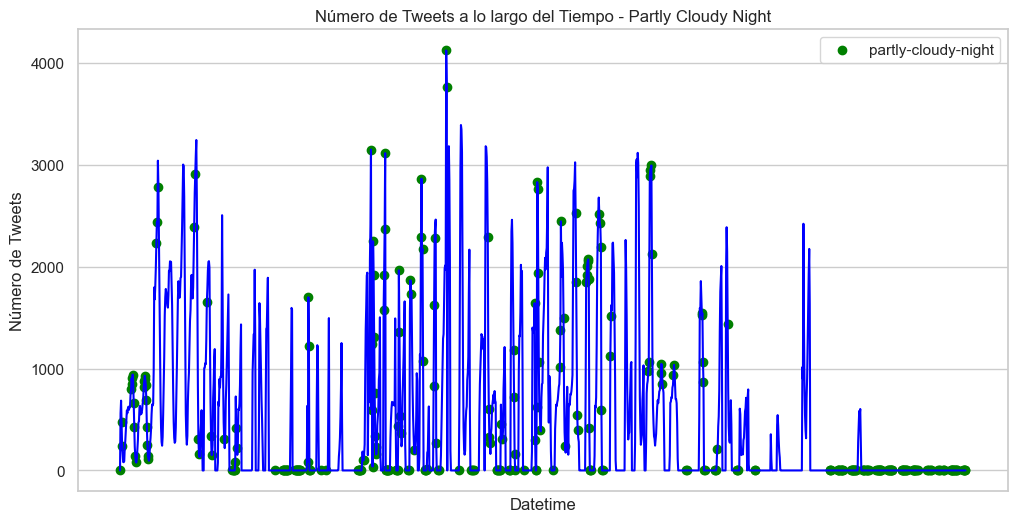 Número de Tweets a lo largo del Tiempo - Partly Cloudy Night
partly-cloudy-night
4000
3000
2000
1000
0
Número de Tweets
Datetime